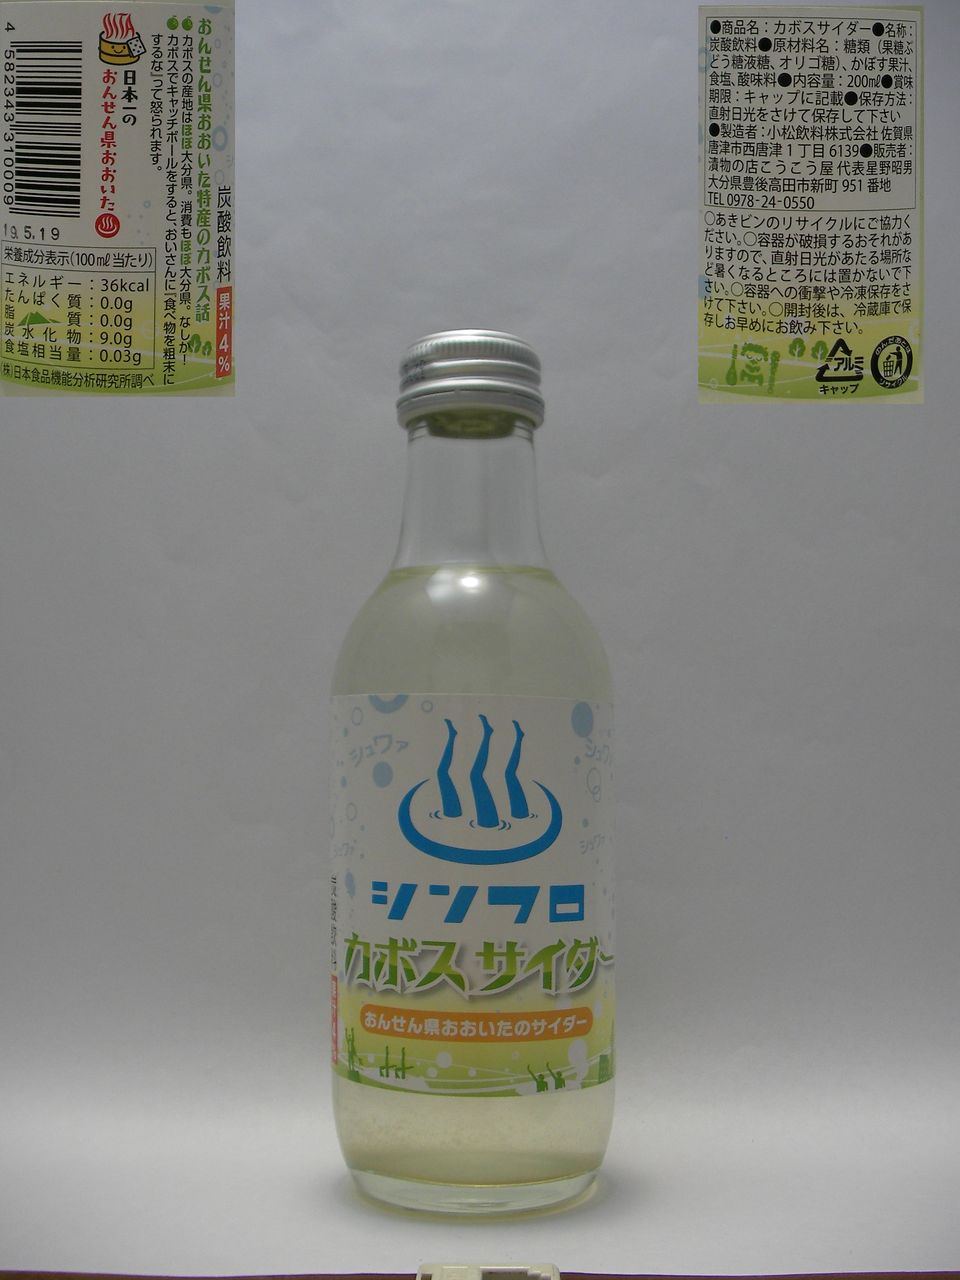 おんせん県おおいた特産のカボス話
カボスの産地はほぼ大分県。消費もほぼ大分県。なしか！
カボスでキャッチボールをすると、おいさんに『食べ物を粗末に
するな』って怒られます。
日本一の
おんせん県おおいた
4 582343 310009
19.5.19
炭酸飲料
果汁4%
栄養成分表示(100㎖当たり)
エネルギー：36kcal
たんぱく質：0.0g
脂質：0.0g
炭水化物：9.0g
食塩相当量：0.03g
㈱日本食品機能分析研究所調べ
●商品名：カボスサイダー●名称：
炭酸飲料●原材料名：糖類（果糖ぶ
どう糖液糖、オリゴ糖）、かぼす果汁、
食塩、酸味料●内容量：200㎖●賞味
期限：キャップに記載●保存方法：
直射日光をさけて保存して下さい
●製造者：小松飲料株式会社 佐賀県
唐津市西唐津1丁目6139●販売者：
漬物の店こうこう屋 代表星野昭男
大分県豊後高田市新町 951 番地
TEL 0978-24-0550
○あきビンのリサイクルにご協力く
ださい。○容器が破損するおそれがあ
りますので、直射日光があたる場所な
ど暑くなるところには置かないで下
さい。○容器への衝撃や冷凍保存をさ
けて下さい。○開封後は、冷蔵庫で保
存しお早めにお飲み下さい。
アルミ
キャップ
のんだあとは
リサイクル
シュワァ
シュワァ
シュワァ
シュワァ
シンフロ
カボス サイダー
おんせん県おおいたのサイダー
炭酸飲料